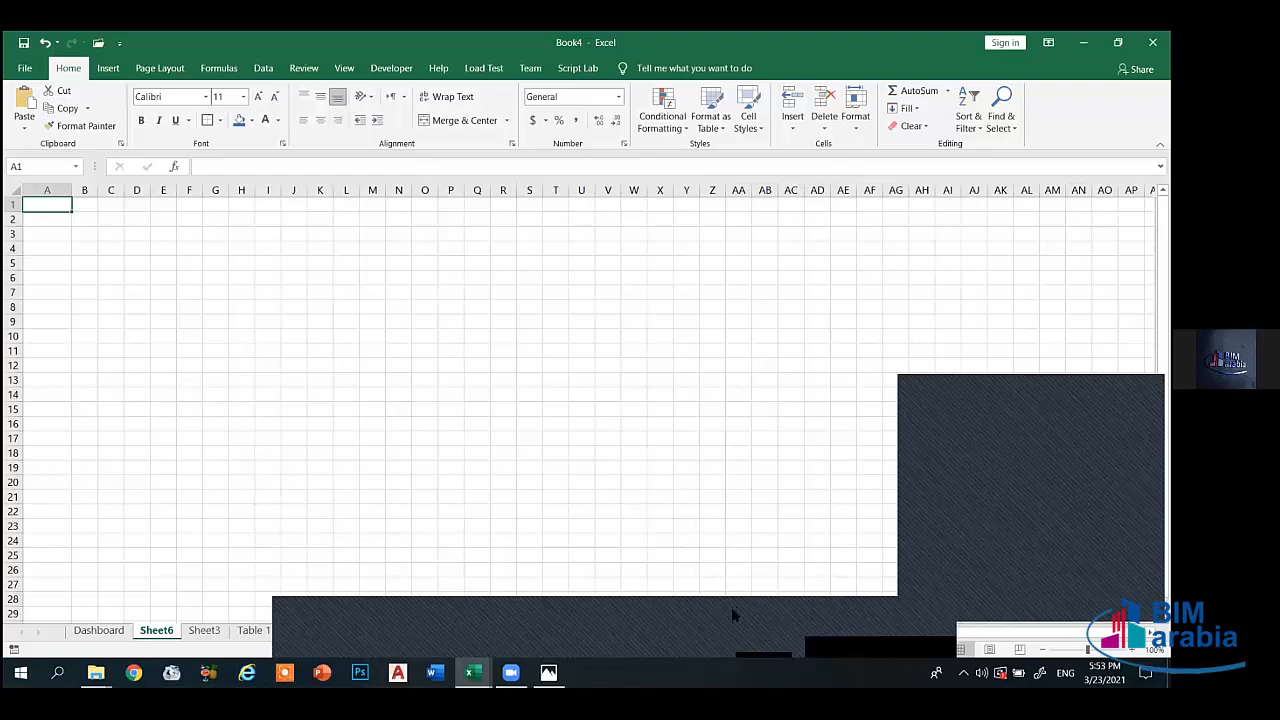 Book4 - Excel
Sign in
File Home Insert Page Layout Formulas Data Review View Developer Help Load Test Team Script Lab Tell me what you want to do Share
Paste
Cut
Copy
Format Painter
Clipboard
Calibri 11
B I U A
Font
Wrap Text
Merge & Center
Alignment
General
$ % ,
Number
Conditional Formatting
Format as Table
Cell Styles
Styles
Insert Delete Format
Cells
AutoSum
Fill
Clear
Sort & Filter
Find & Select
Editing
A1 fx
A B C D E F G H I J K L M N O P Q R S T U V W X Y Z AA AB AC AD AE AF AG AH AI AJ AK AL AM AN AO AP
1
2
3
4
5
6
7
8
9
10
11
12
13
14
15
16
17
18
19
20
21
22
23
24
25
26
27
28
29
BIM
arabia
Dashboard Sheet6 Sheet3 Table 1
100%
BIM
arabia
ENG
5:53 PM
3/23/2021